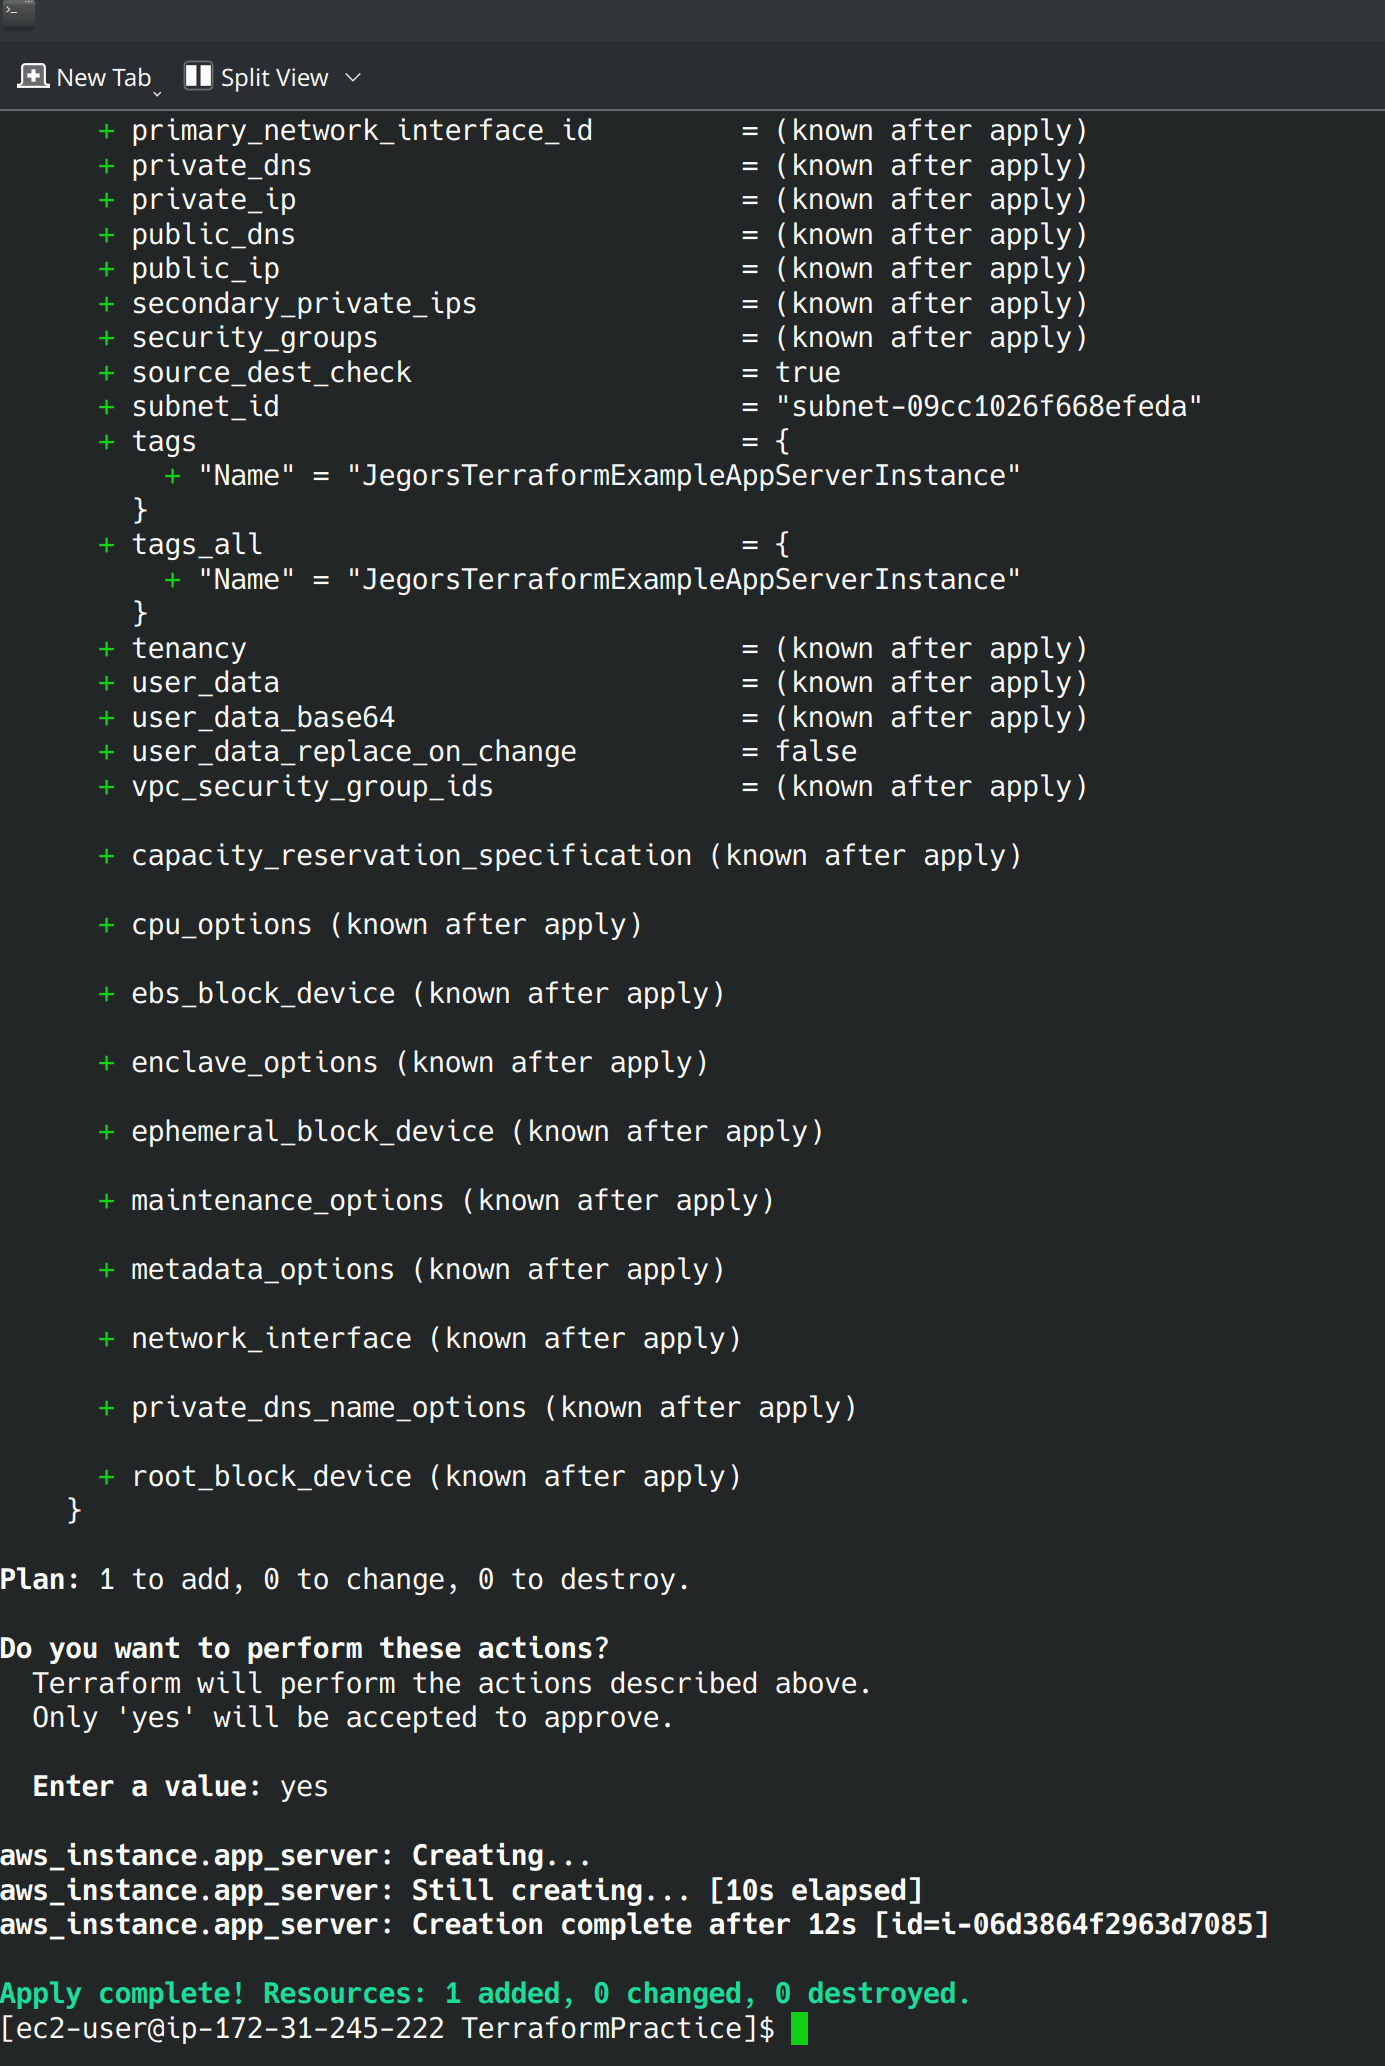 New Tab Split View
+ primary_network_interface_id = (known after apply)
+ private_dns = (known after apply)
+ private_ip = (known after apply)
+ public_dns = (known after apply)
+ public_ip = (known after apply)
+ secondary_private_ips = (known after apply)
+ security_groups = (known after apply)
+ source_dest_check = true
+ subnet_id = "subnet-09cc1026f668efeda"
+ tags = {
+ "Name" = "JegorsTerraformExampleAppServerInstance"
}
+ tags_all = {
+ "Name" = "JegorsTerraformExampleAppServerInstance"
}
+ tenancy = (known after apply)
+ user_data = (known after apply)
+ user_data_base64 = (known after apply)
+ user_data_replace_on_change = false
+ vpc_security_group_ids = (known after apply)
+ capacity_reservation_specification (known after apply)
+ cpu_options (known after apply)
+ ebs_block_device (known after apply)
+ enclave_options (known after apply)
+ ephemeral_block_device (known after apply)
+ maintenance_options (known after apply)
+ metadata_options (known after apply)
+ network_interface (known after apply)
+ private_dns_name_options (known after apply)
+ root_block_device (known after apply)
}
Plan: 1 to add, 0 to change, 0 to destroy.
Do you want to perform these actions?
Terraform will perform the actions described above.
Only 'yes' will be accepted to approve.
Enter a value: yes
aws_instance.app_server: Creating...
aws_instance.app_server: Still creating... [10s elapsed]
aws_instance.app_server: Creation complete after 12s [id=i-06d3864f2963d7085]
Apply complete! Resources: 1 added, 0 changed, 0 destroyed.
[ec2-user@ip-172-31-245-222 TerraformPractice]$